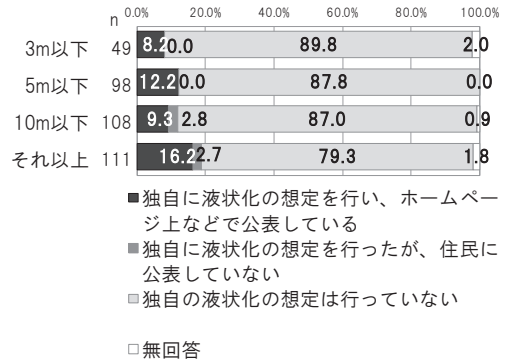 n 0.0% 20.0% 40.0% 60.0% 80.0% 100.0%
3m以下 49 8.2 0.0 89.8 2.0
5m以下 98 12.2 0.0 87.8 0.0
10m以下 108 9.3 2.8 87.0 0.9
それ以上 111 16.2 2.7 79.3 1.8
■独自に液状化の想定を行い、ホームペー
ジ上などで公表している
■独自に液状化の想定を行ったが、住民に
公表していない
□独自の液状化の想定は行っていない
□無回答